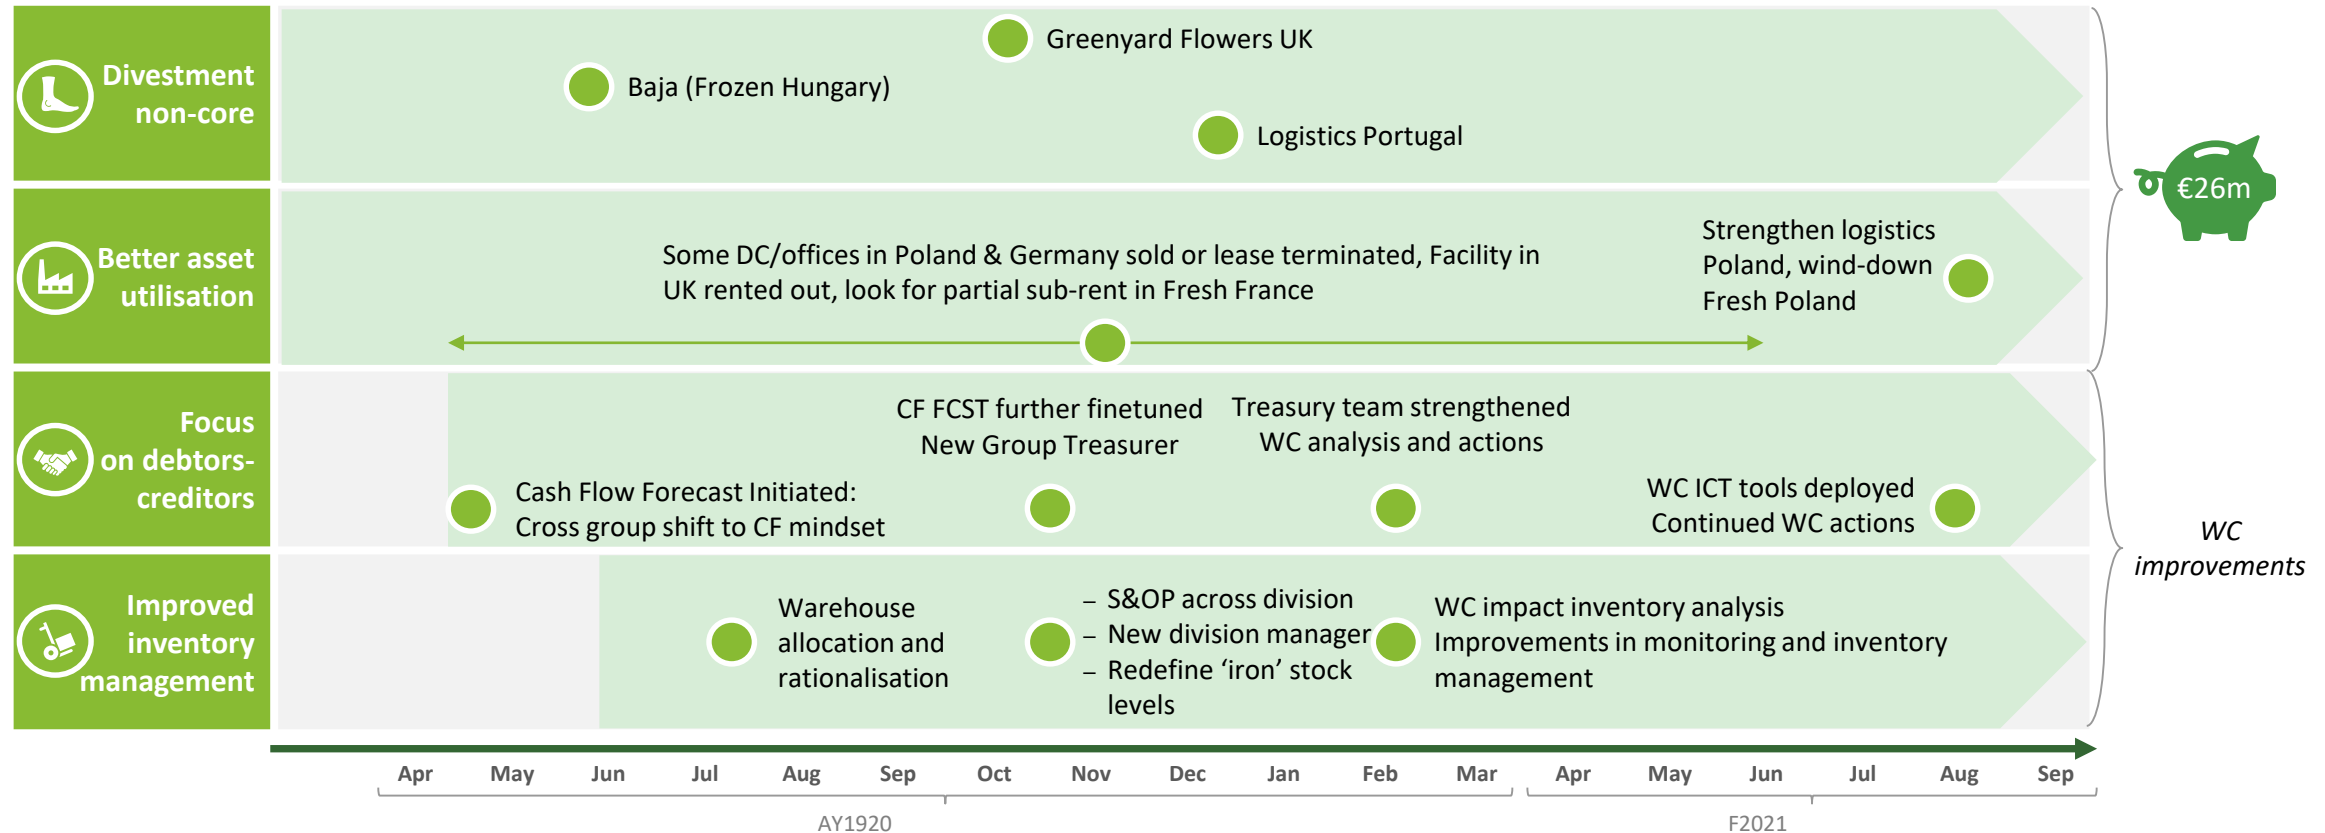 Divestment
non-core
Greenyard Flowers UK
Baja (Frozen Hungary)
Logistics Portugal
€26m
Better asset
utilisation
Some DC/offices in Poland & Germany sold or lease terminated, Facility in
UK rented out, look for partial sub-rent in Fresh France
Strengthen logistics
Poland, wind-down
Fresh Poland
Focus
on debtors-
creditors
Cash Flow Forecast Initiated:
Cross group shift to CF mindset
CF FCST further finetuned
New Group Treasurer
Treasury team strengthened
WC analysis and actions
WC ICT tools deployed
Continued WC actions
WC
improvements
Improved
inventory
management
Warehouse
allocation and
rationalisation
– S&OP across division
– New division manager
– Redefine ‘iron’ stock
levels
WC impact inventory analysis
Improvements in monitoring and inventory
management
Apr May Jun Jul Aug Sep Oct Nov Dec Jan Feb Mar Apr May Jun Jul Aug Sep
AY1920 F2021